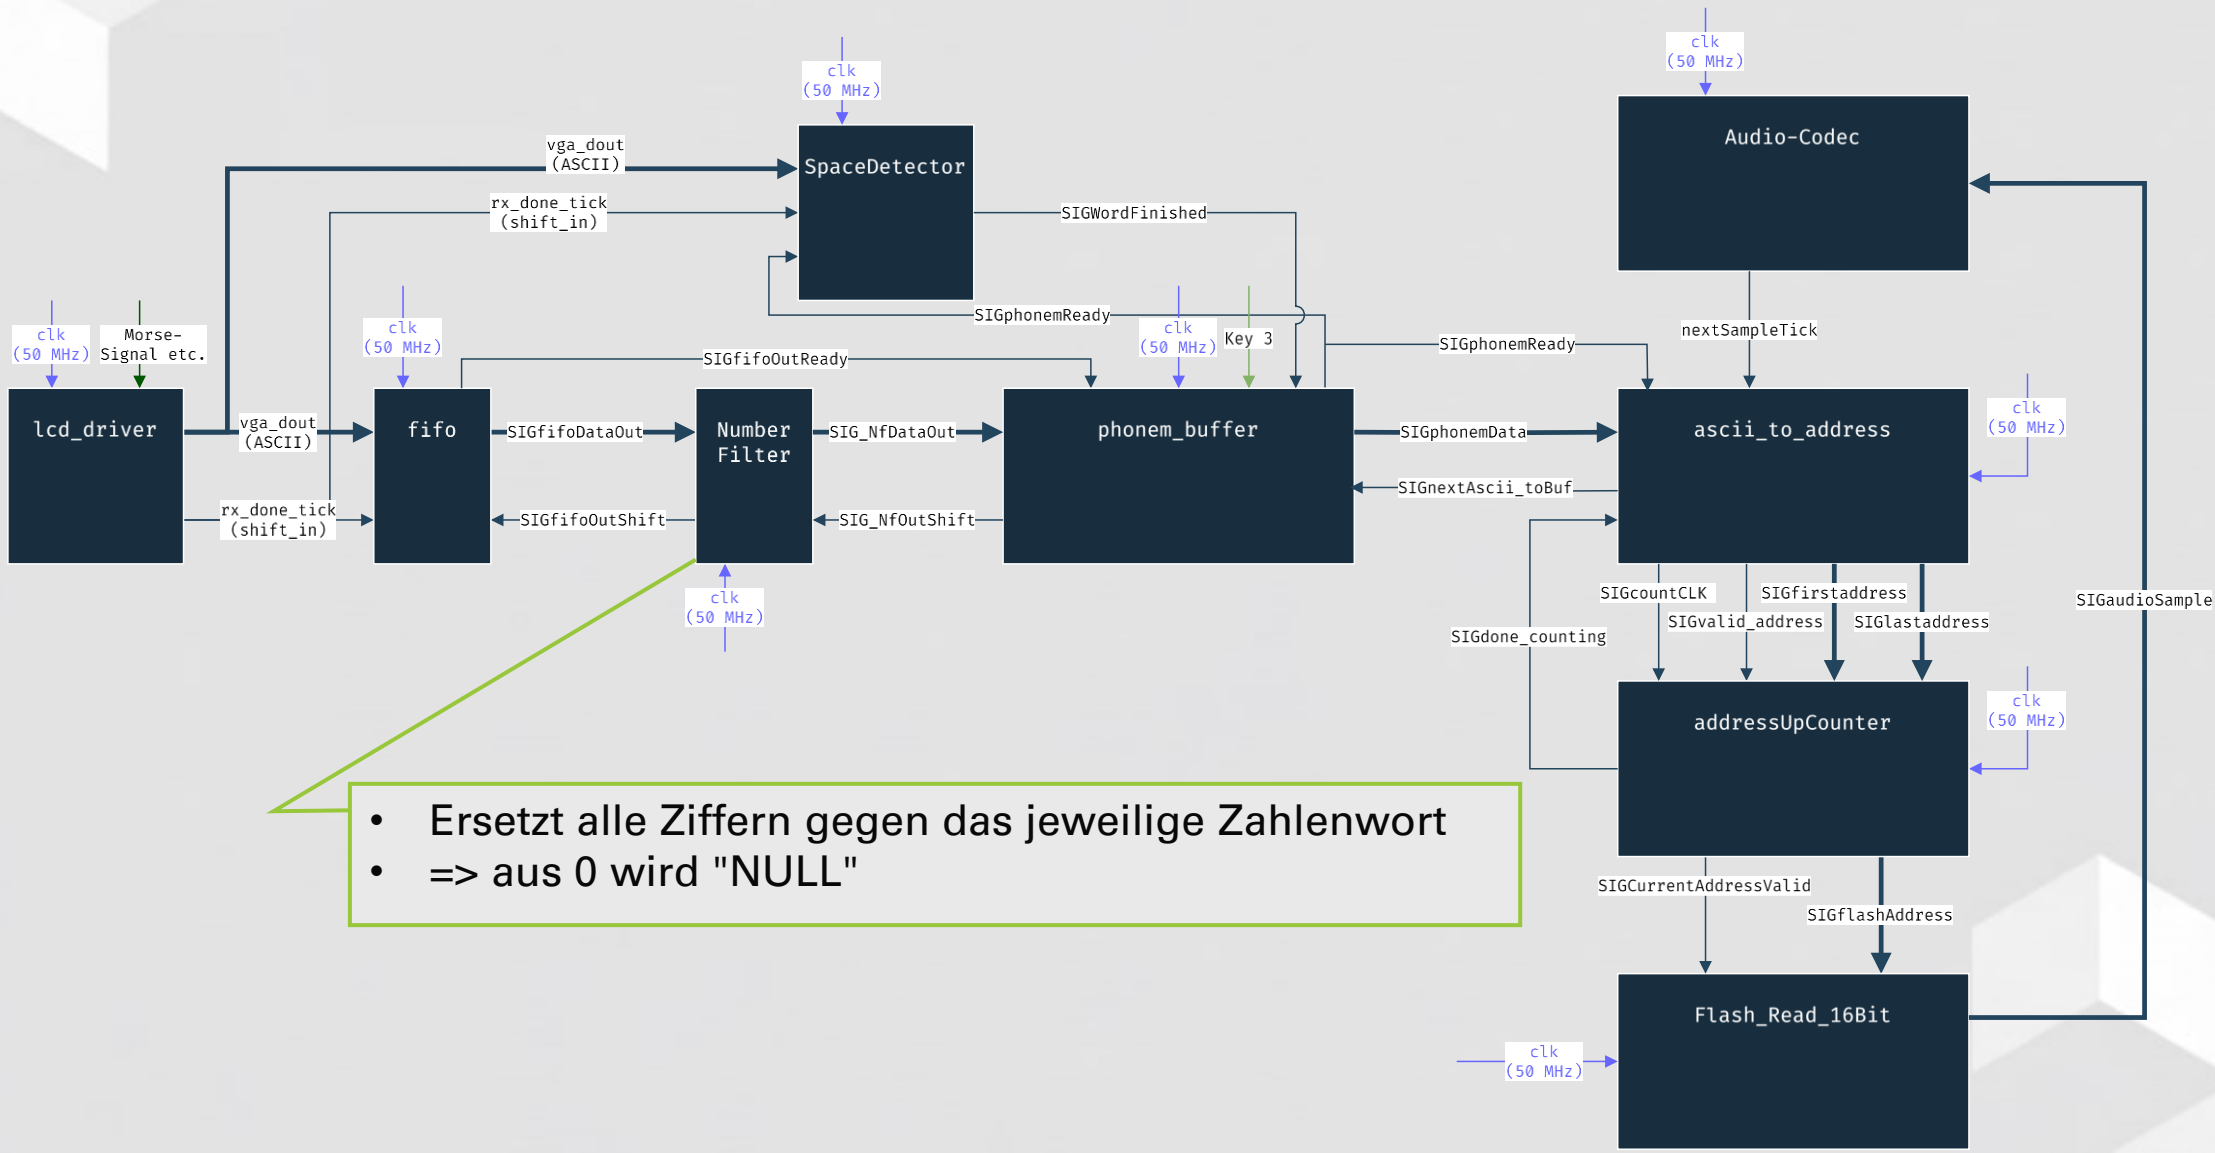 clk
(50 MHz)
clk
(50 MHz)
Audio-Codec
vga_dout
(ASCII)
SpaceDetector
rx_done_tick
(shift_in)
SIGWordFinished
SIGphonemReady
clk
(50 MHz)
Morse-
Signal etc.
clk
(50 MHz)
clk
(50 MHz)
Key 3
SIGfifoOutReady
SIGphonemReady
nextSampleTick
lcd_driver
vga_dout
(ASCII)
fifo
SIGfifoDataOut
Number
Filter
SIG_NfDataOut
phonem_buffer
SIGphonemData
ascii_to_address
clk
(50 MHz)
rx_done_tick
(shift_in)
SIGfifoOutShift
SIG_NfOutShift
SIGnextAscii_toBuf
clk
(50 MHz)
SIGcountCLK
SIGvalid_address
SIGfirstaddress
SIGlastaddress
SIGdone_counting
SIGaudioSample
addressUpCounter
clk
(50 MHz)
• Ersetzt alle Ziffern gegen das jeweilige Zahlenwort
• => aus 0 wird "NULL"
SIGCurrentAddressValid
SIGflashAddress
Flash_Read_16Bit
clk
(50 MHz)